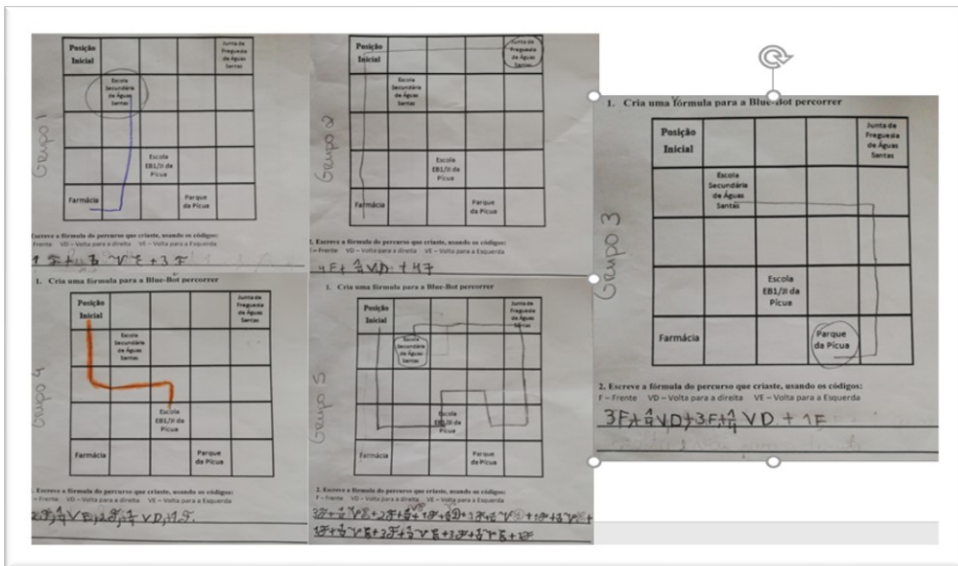 Grupo 1
Posição
Inicial
Junta de
Freguesia
de Águas
Santas
Escola
Secundária
de Águas
Santas
Escola
EB1/JI da
Pícua
Farmácia
Parque
da Pícua
Escreve a fórmula do percurso que criaste, usando os códigos:
Frente VD – Volta para a direita VE – Volta para a Esquerda
Grupo 2
Posição
Inicial
Junta de
Freguesia
de Águas
Santas
Escola
Secundária
de Águas
Santas
Escola
EB1/JI da
Pícua
Farmácia
Parque
da Pícua
2. Escreve a fórmula do percurso que criaste, usando os códigos:
F – Frente VD – Volta para a direita VE – Volta para a Esquerda
4F + ¼ VD + 4F
Grupo 3
1. Cria uma fórmula para a Blue-Bot percorrer
Posição
Inicial
Junta de
Freguesia
de Águas
Santas
Escola
Secundária
de Águas
Santas
Escola
EB1/JI da
Pícua
Farmácia
Parque
da Pícua
2. Escreve a fórmula do percurso que criaste, usando os códigos:
F – Frente VD – Volta para a direita VE – Volta para a Esquerda
3F + ¼ VD + 3F + ¼ VD + 1F
Grupo 4
1. Cria uma fórmula para a Blue-Bot percorrer
Posição
Inicial
Junta de
Freguesia
de Águas
Santas
Escola
Secundária
de Águas
Santas
Escola
EB1/JI da
Pícua
Farmácia
Parque
da Pícua
Escreve a fórmula do percurso que criaste, usando os códigos:
Frente VD – Volta para a direita VE – Volta para a Esquerda
Grupo 5
1. Cria uma fórmula para a Blue-Bot percorrer
Posição
Inicial
Junta de
Freguesia
de Águas
Santas
Escola
Secundária
de Águas
Santas
Escola
EB1/JI da
Pícua
Farmácia
Parque
da Pícua
2. Escreve a fórmula do percurso que criaste, usando os códigos:
F – Frente VD – Volta para a direita VE – Volta para a Esquerda